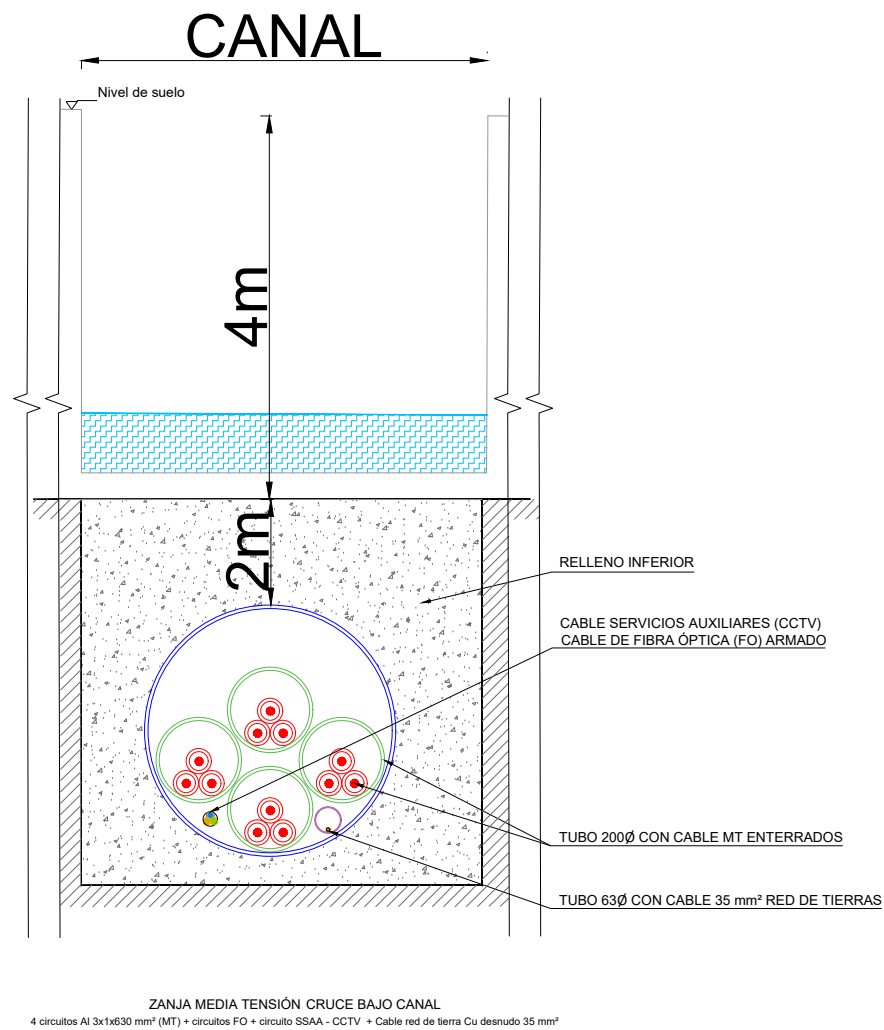 CANAL
Nivel de suelo
4m
2m
RELLENO INFERIOR
CABLE SERVICIOS AUXILIARES (CCTV)
CABLE DE FIBRA ÓPTICA (FO) ARMADO
TUBO 200Ø CON CABLE MT ENTERRADOS
TUBO 63Ø CON CABLE 35 mm² RED DE TIERRAS
ZANJA MEDIA TENSIÓN CRUCE BAJO CANAL
4 circuitos Al 3x1x630 mm² (MT) + circuitos FO + circuito SSAA - CCTV + Cable red de tierra Cu desnudo 35 mm²